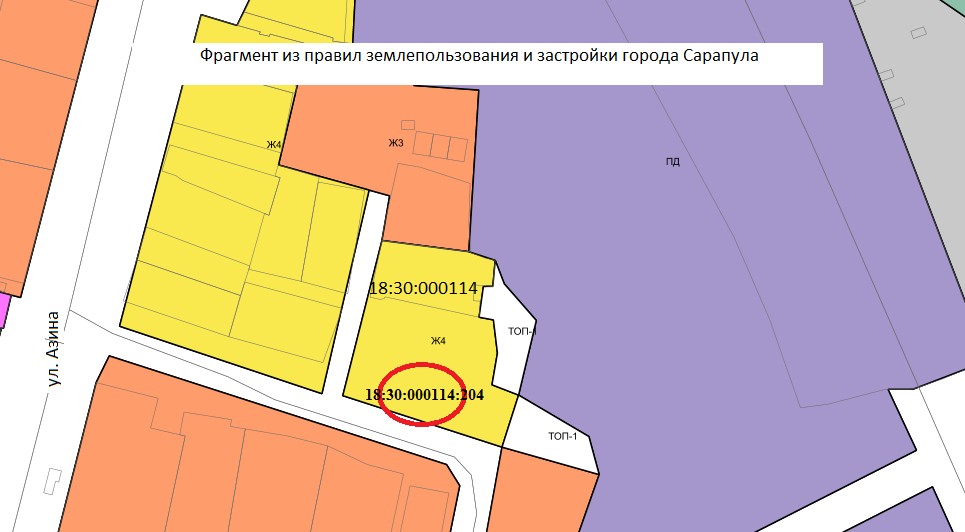 Фрагмент из правил землепользования и застройки города Сарапула
Ж4
Ж3
ПД
18:30:000114
ул. Азина
ТОП-1
Ж4
18:30:000114:204
ТОП-1